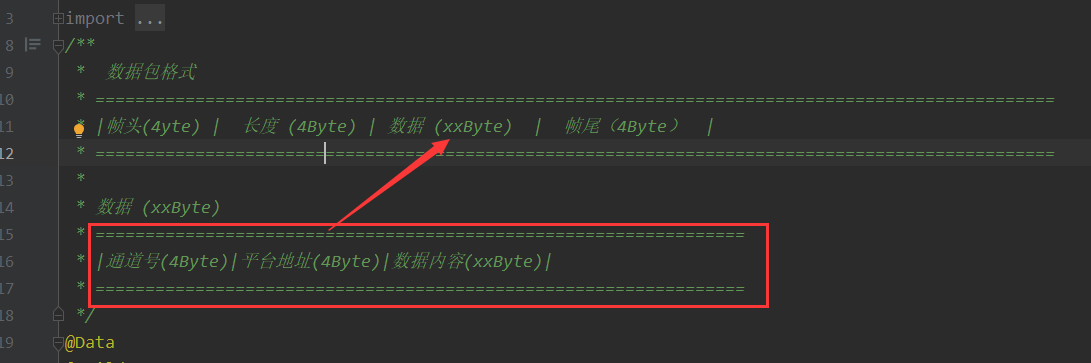 3 import ...
8 /**
9 * 数据包格式
10 * ================================================================================================
11 * |帧头(4yte) | 长度 (4Byte) | 数据 (xxByte) | 帧尾（4Byte） |
12 * ================================================================================================
13 *
14 * 数据 (xxByte)
15 * =================================================================
16 * |通道号(4Byte)|平台地址(4Byte)|数据内容(xxByte)|
17 * =================================================================
18 */
19 @Data